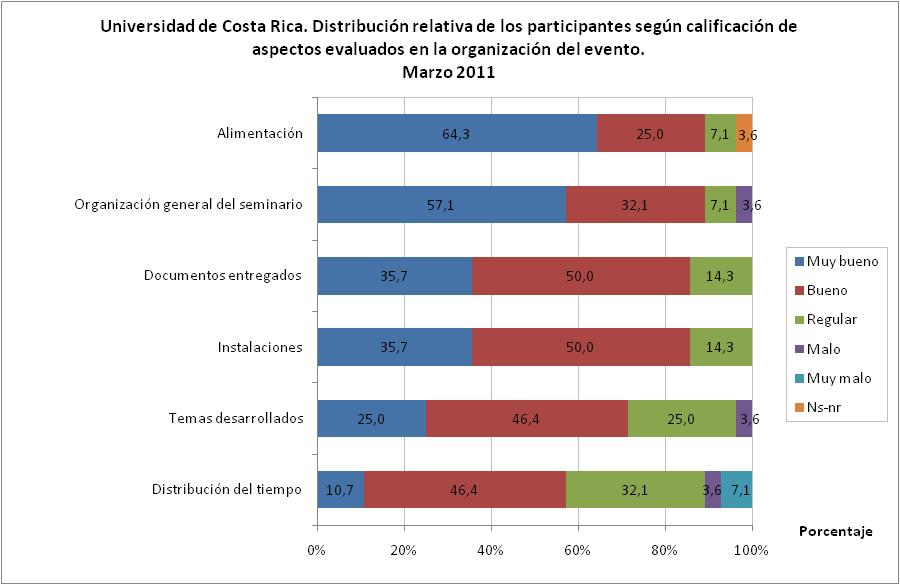 Universidad de Costa Rica. Distribución relativa de los participantes según calificación de
aspectos evaluados en la organización del evento.
Marzo 2011
Alimentación 64,3 25,0 7,1 3,6
Organización general del seminario 57,1 32,1 7,1 3,6
Documentos entregados 35,7 50,0 14,3
Instalaciones 35,7 50,0 14,3
Temas desarrollados 25,0 46,4 25,0 3,6
Distribución del tiempo 10,7 46,4 32,1 3,6 7,1
0% 20% 40% 60% 80% 100%
Porcentaje
Muy bueno
Bueno
Regular
Malo
Muy malo
Ns-nr